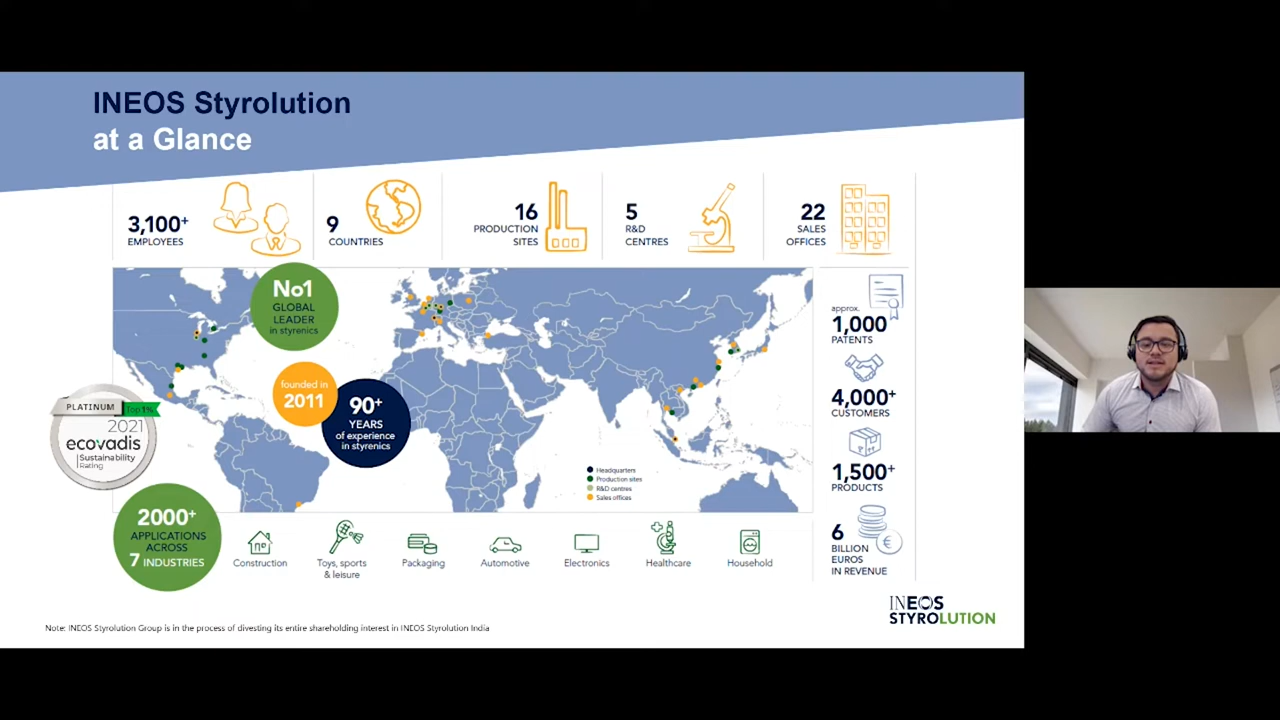 INEOS Styrolution
at a Glance
3,100+
EMPLOYEES
9
COUNTRIES
16
PRODUCTION
SITES
5
R&D
CENTRES
22
SALES
OFFICES
No1
GLOBAL
LEADER
in styrenics
founded in
2011
90+
YEARS
of experience
in styrenics
PLATINUM
Top 1%
2021
ecovadis
Sustainability
Rating
Headquarters
Production sites
R&D centres
Sales offices
approx.
1,000
PATENTS
4,000+
CUSTOMERS
1,500+
PRODUCTS
6
BILLION
EUROS
IN REVENUE
€
2000+
APPLICATIONS
ACROSS
7 INDUSTRIES
Construction
Toys, sports
& leisure
Packaging
Automotive
Electronics
Healthcare
Household
INEOS
STYROLUTION
Note: INEOS Styrolution Group is in the process of divesting its entire shareholding interest in INEOS Styrolution India